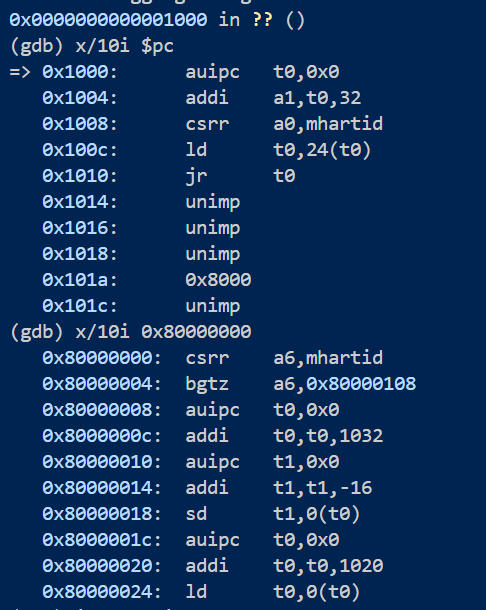 0x0000000000001000 in ?? ()
(gdb) x/10i $pc
=> 0x1000:      auipc   t0,0x0
   0x1004:      addi    a1,t0,32
   0x1008:      csrr    a0,mhartid
   0x100c:      ld      t0,24(t0)
   0x1010:      jr      t0
   0x1014:      unimp
   0x1016:      unimp
   0x1018:      unimp
   0x101a:      0x8000
   0x101c:      unimp
(gdb) x/10i 0x80000000
   0x80000000:  csrr    a6,mhartid
   0x80000004:  bgtz    a6,0x80000108
   0x80000008:  auipc   t0,0x0
   0x8000000c:  addi    t0,t0,1032
   0x80000010:  auipc   t1,0x0
   0x80000014:  addi    t1,t1,-16
   0x80000018:  sd      t1,0(t0)
   0x8000001c:  auipc   t0,0x0
   0x80000020:  addi    t0,t0,1020
   0x80000024:  ld      t0,0(t0)